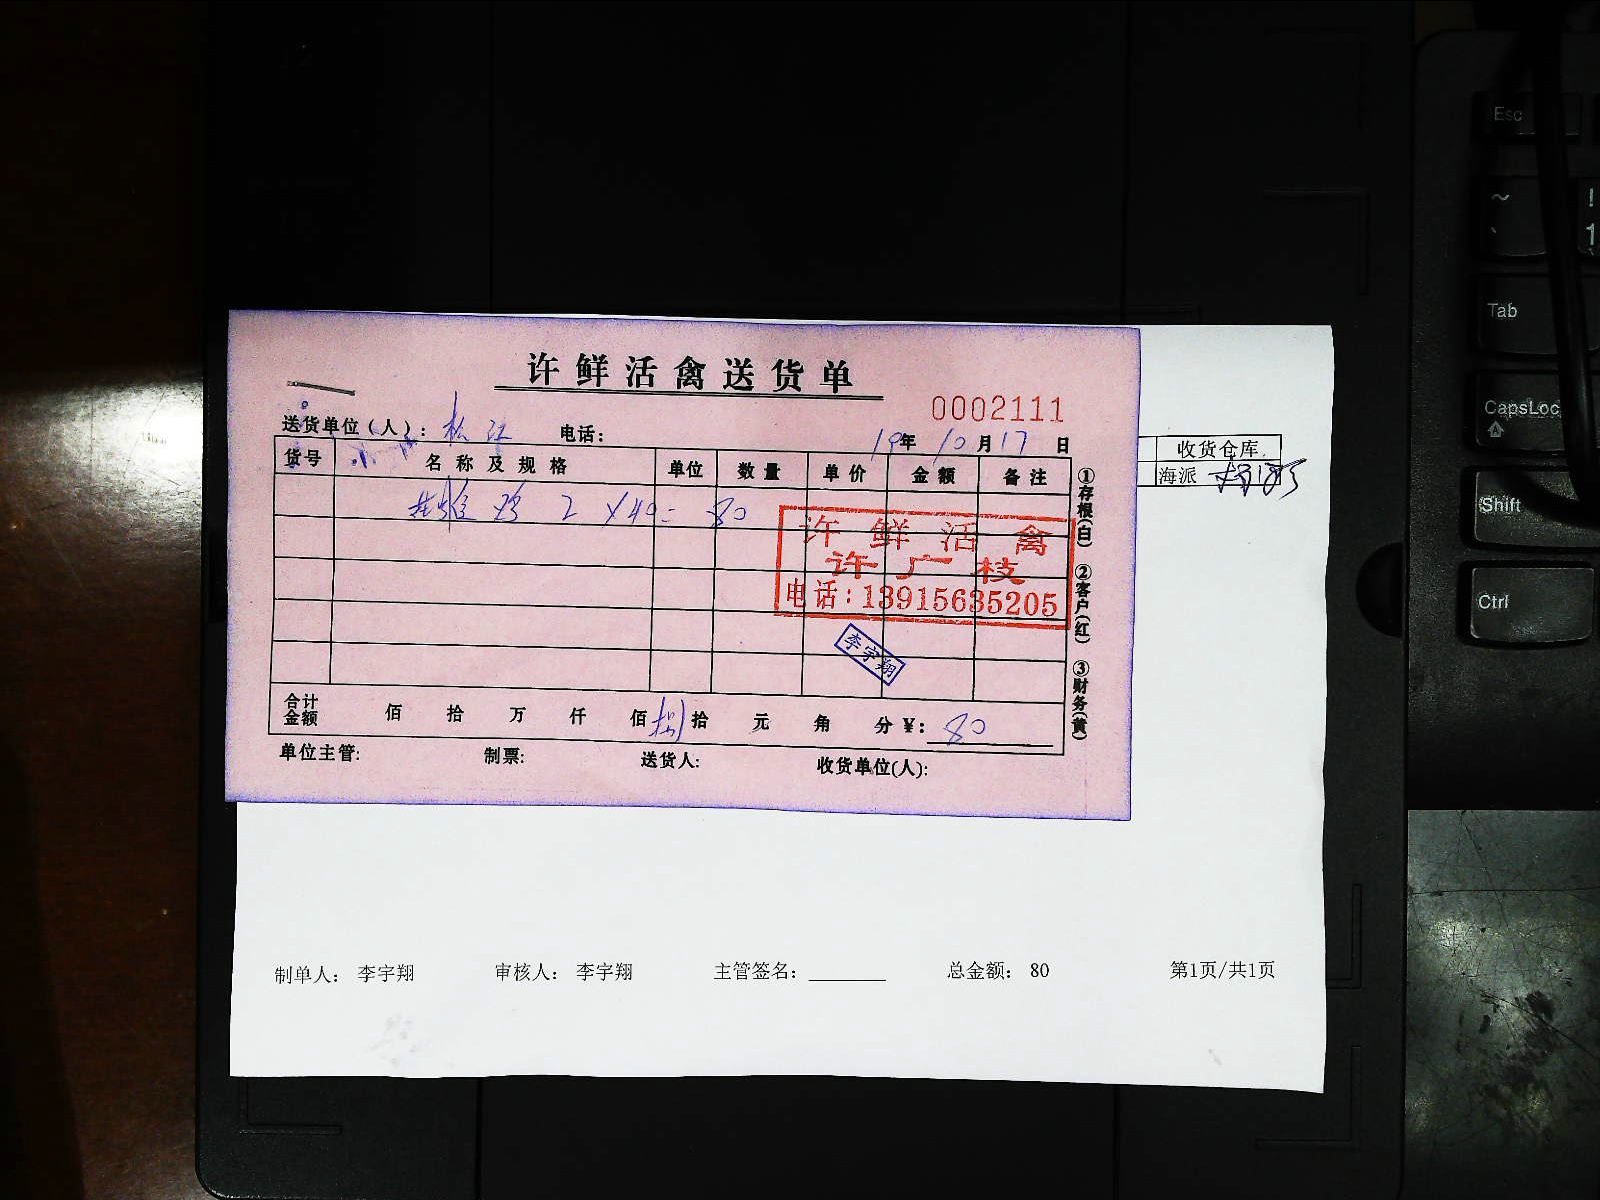 许鲜活禽送货单
0002111
送货单位（人）：松江 电话：
19年10月17日
货号 名称及规格 单位 数量 单价 金额 备注
鸡 2 ×40= 80
许鲜活禽
许广枝
电话：13915635205
李宇翔
合计金额 佰 拾 万 仟 佰 捌拾 元 角 分 ¥: 80
单位主管: 制票: 送货人: 收货单位(人):
①存根(白) ②客户(红) ③财务(黄)
收货仓库
海派
制单人： 李宇翔 审核人： 李宇翔 主管签名： 总金额： 80 第1页/共1页
Esc
~
`
!
1
Tab
CapsLoc
Shift
Ctrl